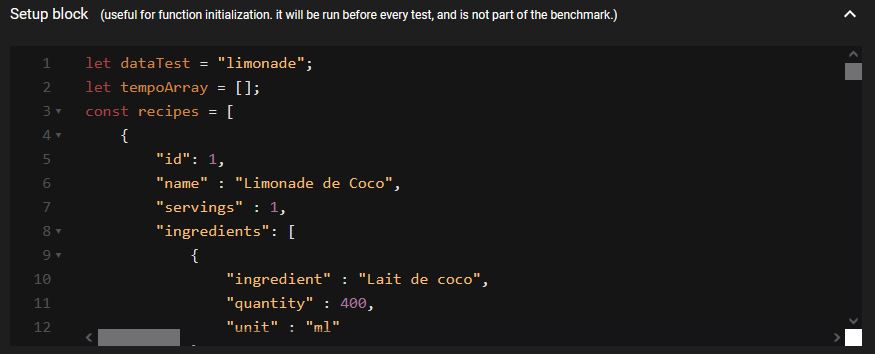 Setup block (useful for function initialization. it will be run before every test, and is not part of the benchmark.)
1 let dataTest = "limonade";
2 let tempoArray = [];
3 const recipes = [
4 {
5 "id": 1,
6 "name" : "Limonade de Coco",
7 "servings" : 1,
8 "ingredients": [
9 {
10 "ingredient" : "Lait de coco",
11 "quantity" : 400,
12 "unit" : "ml"